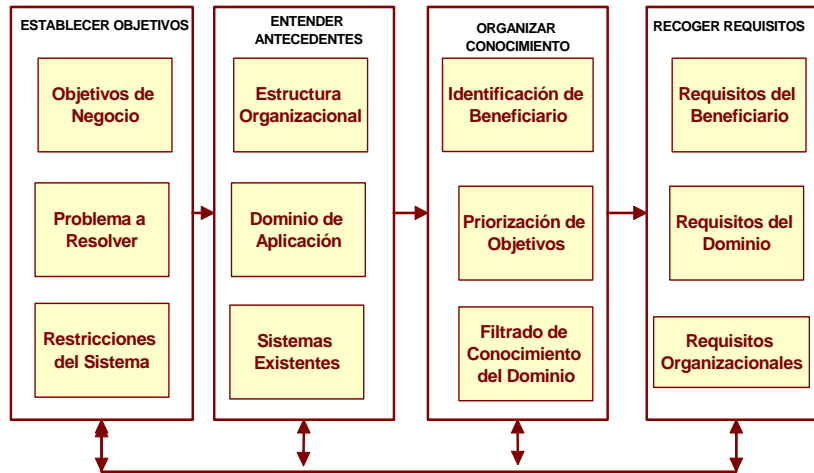 ESTABLECER OBJETIVOS
Objetivos de
Negocio
Problema a
Resolver
Restricciones
del Sistema
ENTENDER
ANTECEDENTES
Estructura
Organizacional
Dominio de
Aplicación
Sistemas
Existentes
ORGANIZAR
CONOCIMIENTO
Identificación de
Beneficiario
Priorización de
Objetivos
Filtrado de
Conocimiento
del Dominio
RECOGER REQUISITOS
Requisitos del
Beneficiario
Requisitos del
Dominio
Requisitos
Organizacionales